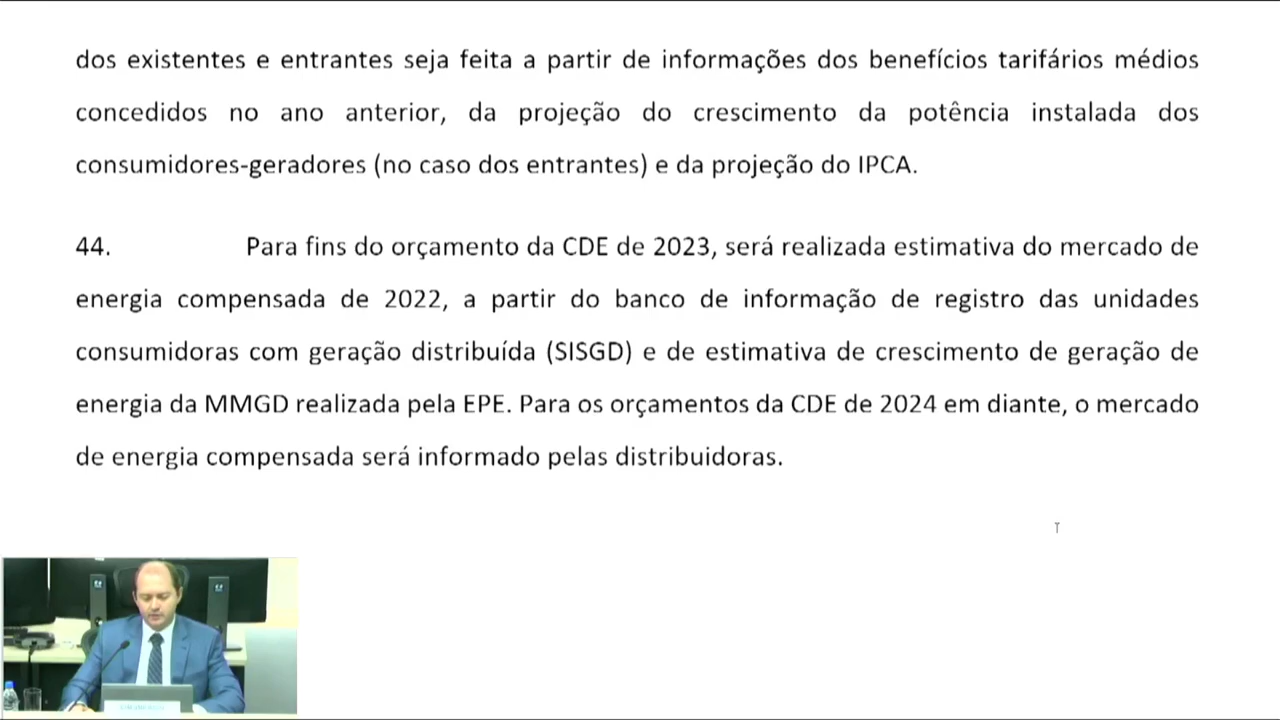 dos existentes e entrantes seja feita a partir de informações dos benefícios tarifários médios
concedidos no ano anterior, da projeção do crescimento da potência instalada dos
consumidores-geradores (no caso dos entrantes) e da projeção do IPCA.
44. Para fins do orçamento da CDE de 2023, será realizada estimativa do mercado de
energia compensada de 2022, a partir do banco de informação de registro das unidades
consumidoras com geração distribuída (SISGD) e de estimativa de crescimento de geração de
energia da MMGD realizada pela EPE. Para os orçamentos da CDE de 2024 em diante, o mercado
de energia compensada será informado pelas distribuidoras.